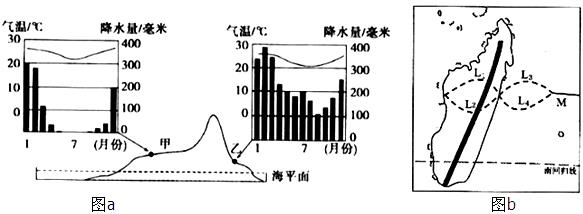 气温/℃ 降水量/毫米
30 400
20 300
10 200
0 100
0
1 7 (月份)
甲
气温/℃ 降水量/毫米
30 400
20 300
10 200
0 100
0
1 7 (月份)
乙
海平面
图a
L₁ L₃
L₂ L₄ M
南回归线
图b